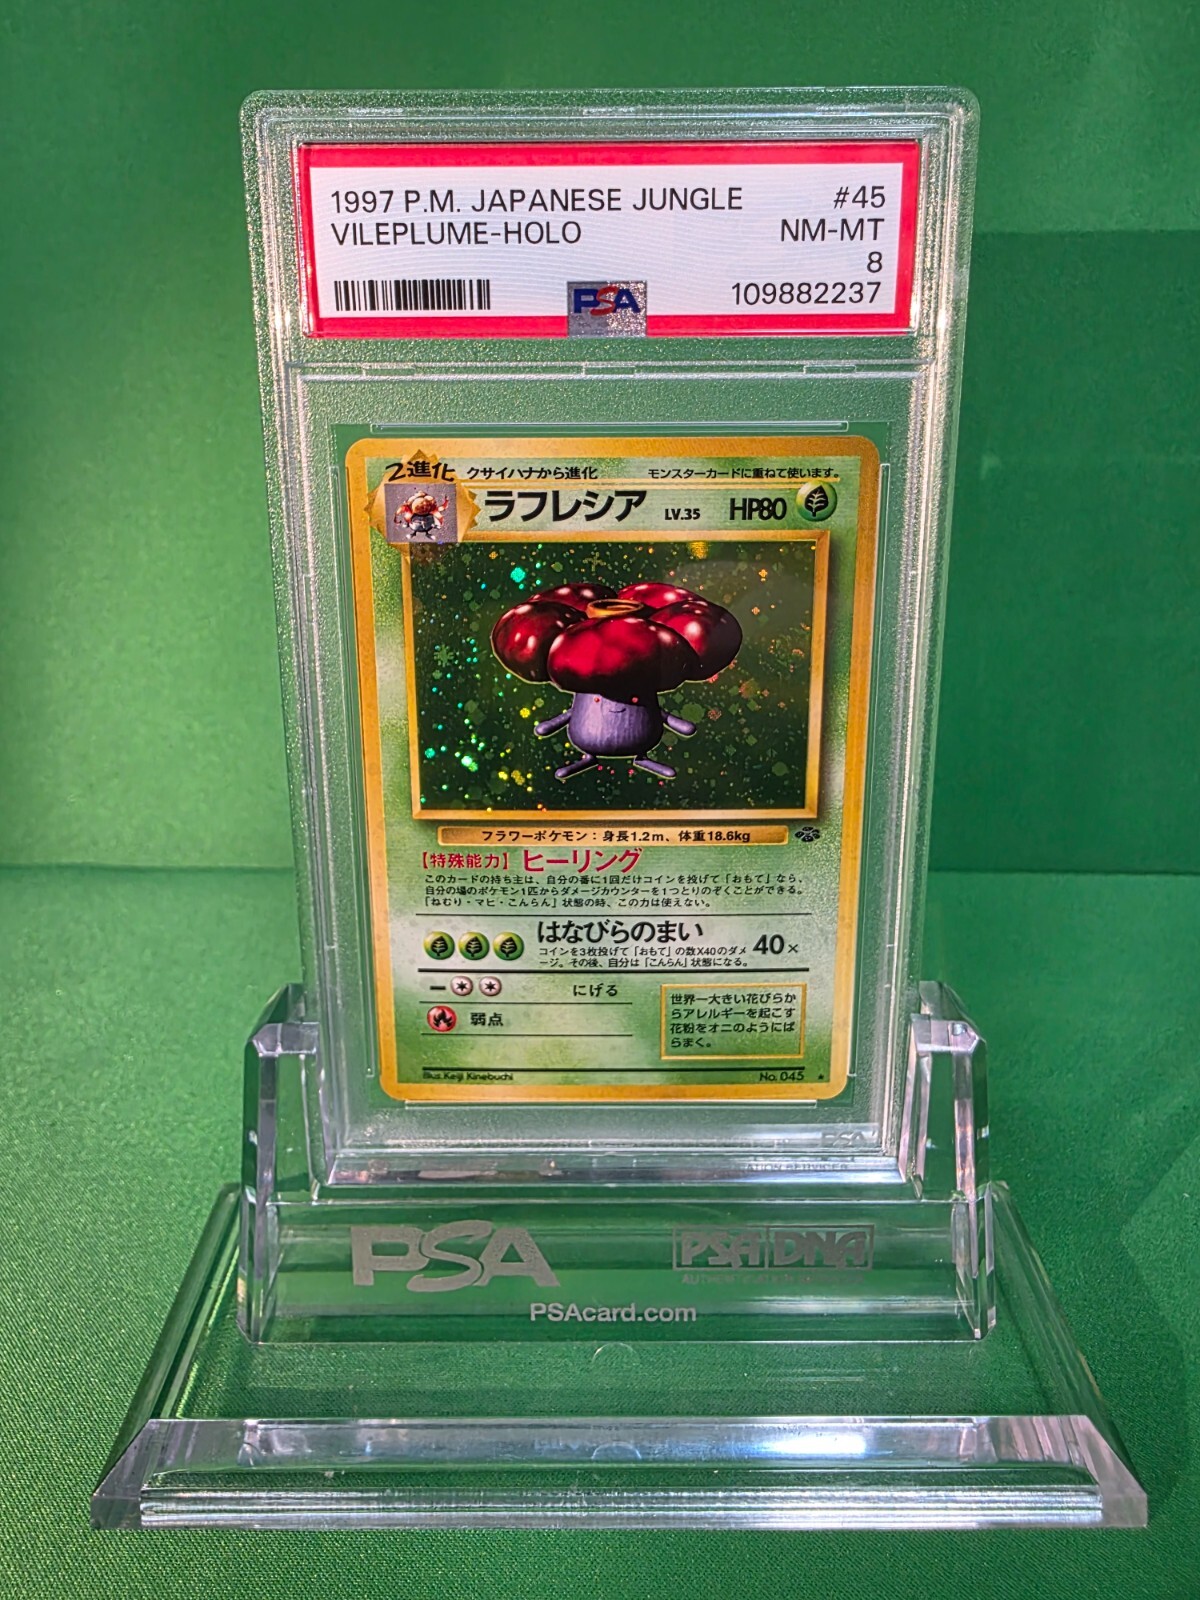 1997 P.M. JAPANESE JUNGLE #45
VILEPLUME-HOLO NM-MT
8
PSA 109882237
2進化 クサイハナから進化 モンスターカードに重ねて使います。
ラフレシア LV.35 HP80
フラワーポケモン：身長1.2m、体重18.6kg
【特殊能力】ヒーリング
このカードの持ち主は、自分の番に1回だけコインを投げて「おもて」なら、
自分の場のポケモン1匹からダメージカウンターを1つとりのぞくことができる。
「ねむり・マヒ・こんらん」状態の時、この力は使えない。
はなびらのまい 40×
コインを3枚投げて「おもて」の数X40のダメ
ージ。その後、自分は「こんらん」状態になる。
ー にげる
弱点
世界一大きい花びらか
らアレルギーを起こす
花粉をオニのようにば
らまく。
Illus.Keiji Kinebuchi No. 045 ★
PSA
PSA PSA DNA
PSAcard.com